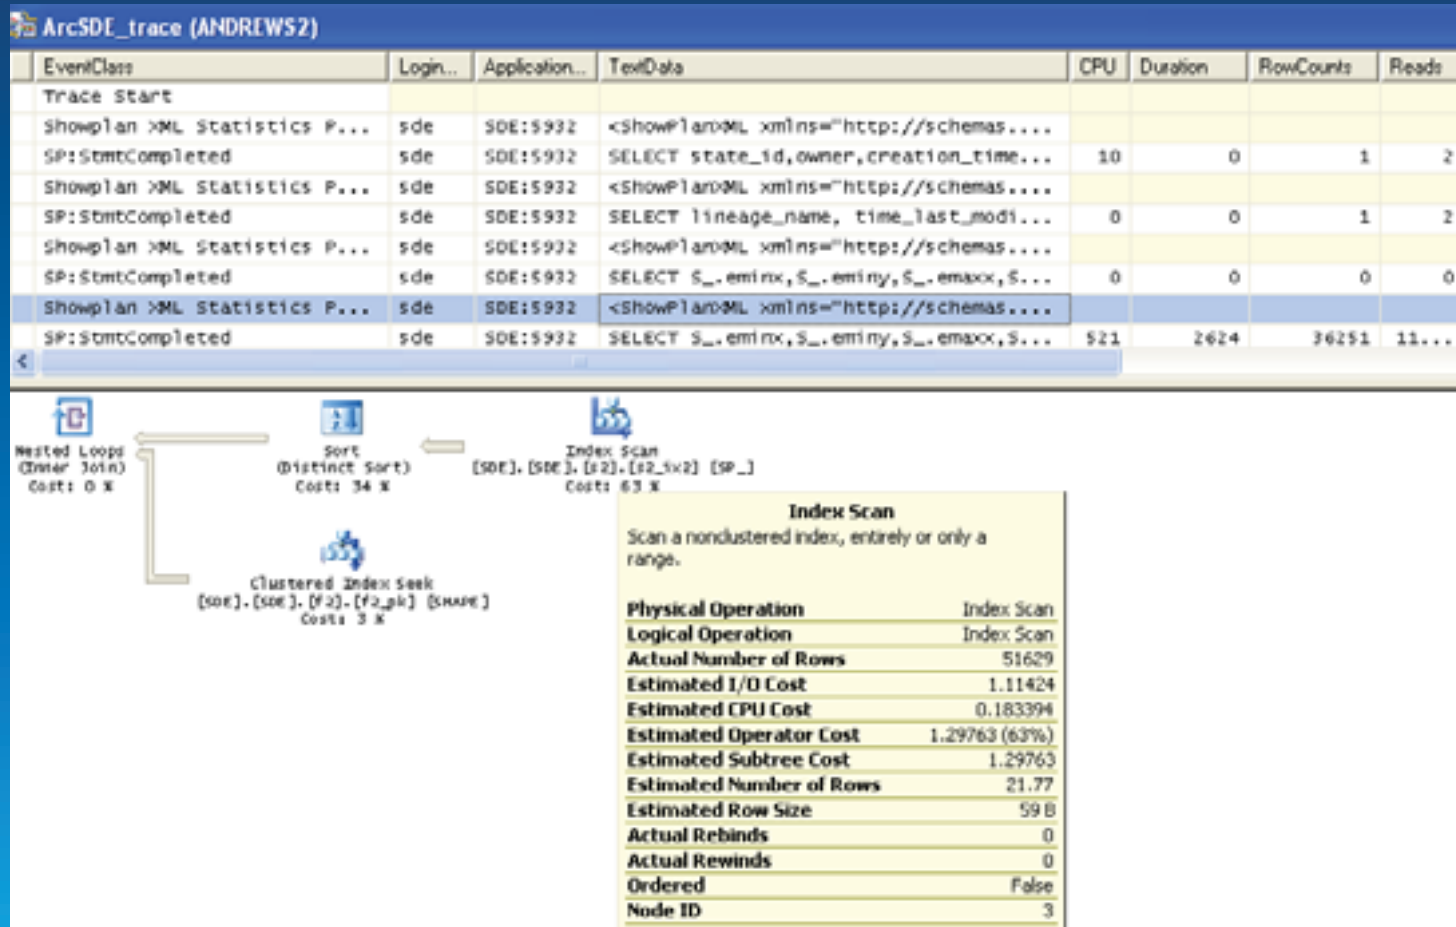 ArcSDE_trace (ANDREWS2)
EventClass Login... Application... TextData CPU Duration RowCounts Reads
Trace Start
Showplan XML Statistics P... sde SDE:5932 <ShowPlanXML xmlns="http://schemas....
SP:StmtCompleted sde SDE:5932 SELECT state_id,owner,creation_time... 10 0 1 2
Showplan XML Statistics P... sde SDE:5932 <ShowPlanXML xmlns="http://schemas....
SP:StmtCompleted sde SDE:5932 SELECT lineage_name, time_last_modi... 0 0 1 2
Showplan XML Statistics P... sde SDE:5932 <ShowPlanXML xmlns="http://schemas....
SP:StmtCompleted sde SDE:5932 SELECT S_.eminx,S_.eminy,S_.emaxx,S... 0 0 0 0
Showplan XML Statistics P... sde SDE:5932 <ShowPlanXML xmlns="http://schemas....
SP:StmtCompleted sde SDE:5932 SELECT S_.eminx,S_.eminy,S_.emaxx,S... 521 2624 36251 11...
Nested Loops
(Inner Join)
Cost: 0 %
Sort
(Distinct Sort)
Cost: 34 %
Index Scan
[SDE].[SDE].[s2].[s2_ix2] [SP_]
Cost: 63 %
Clustered Index Seek
[SDE].[SDE].[f2].[f2_pk] [SHAPE]
Cost: 3 %
Index Scan
Scan a nonclustered index, entirely or only a
range.
Physical Operation Index Scan
Logical Operation Index Scan
Actual Number of Rows 51629
Estimated I/O Cost 1.11424
Estimated CPU Cost 0.183394
Estimated Operator Cost 1.29763 (63%)
Estimated Subtree Cost 1.29763
Estimated Number of Rows 21.77
Estimated Row Size 59 B
Actual Rebinds 0
Actual Rewinds 0
Ordered False
Node ID 3